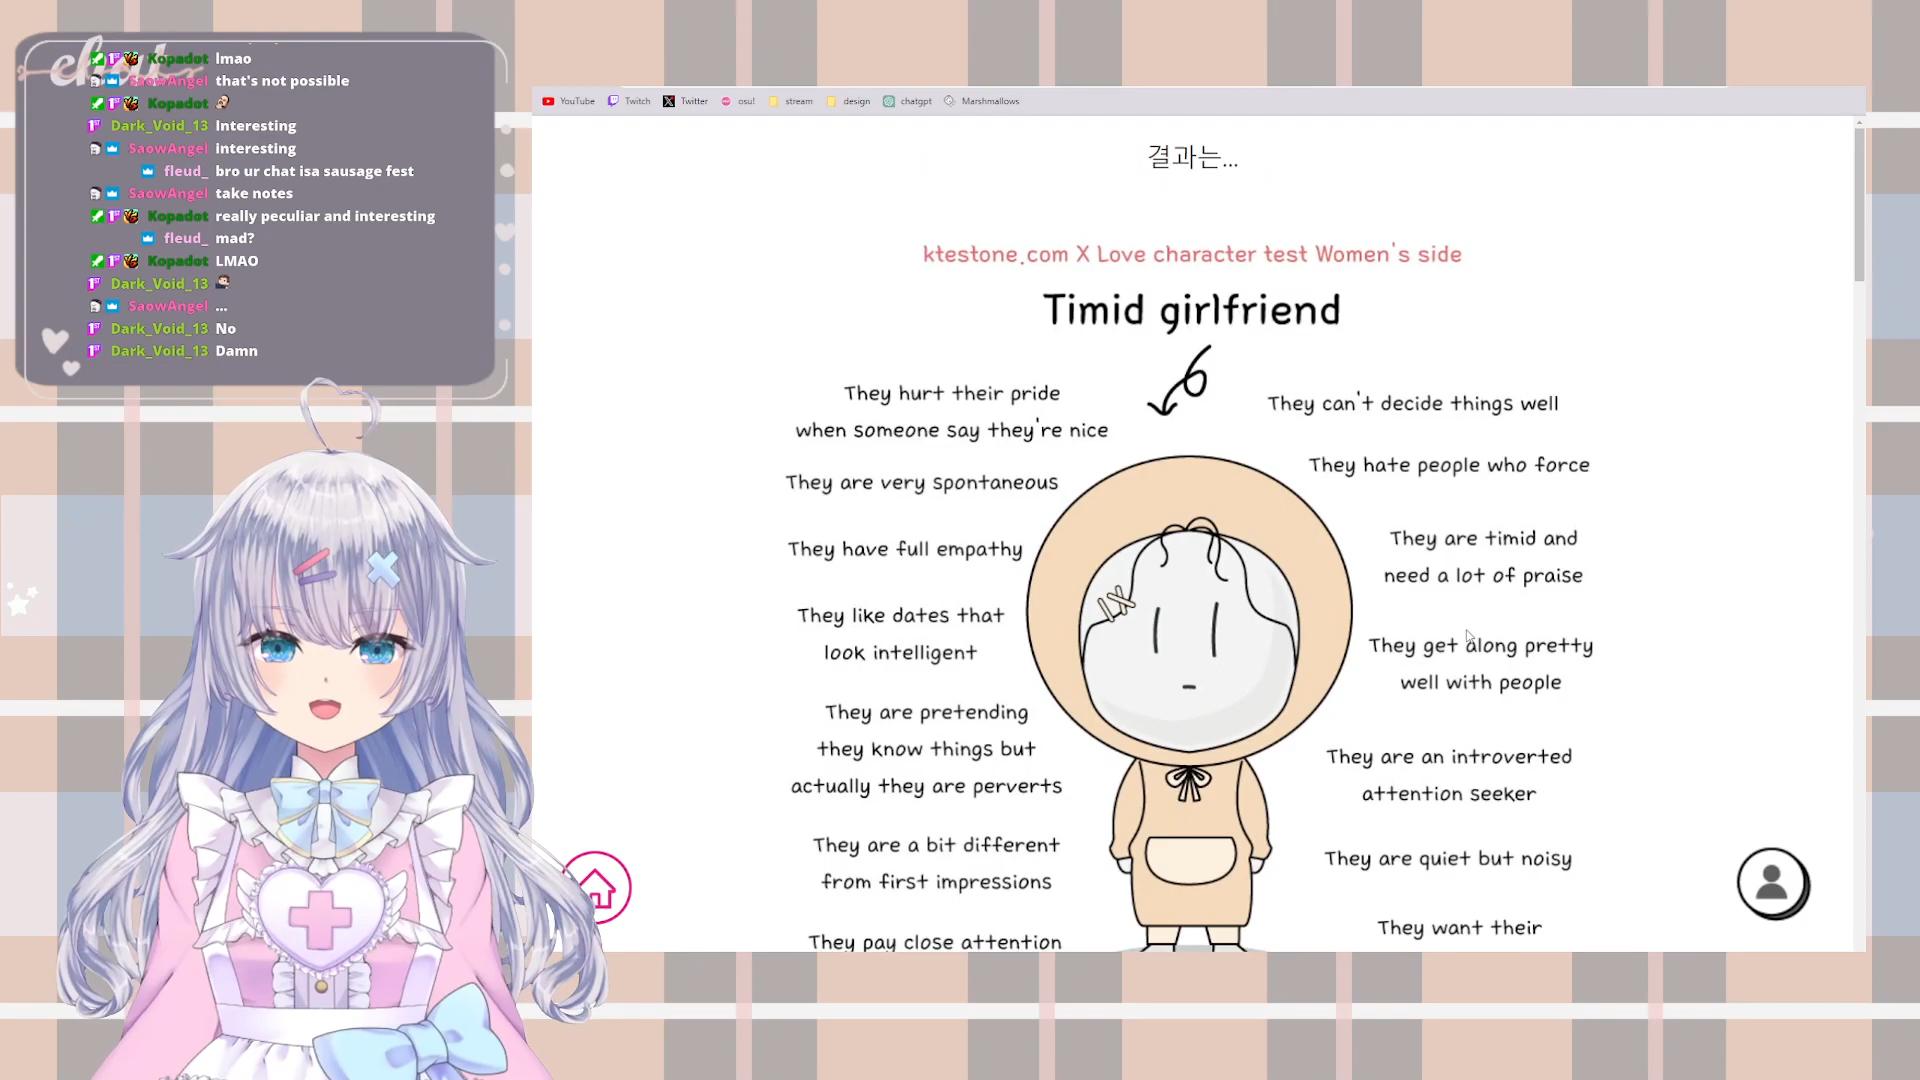 chat
Kopadot lmao
SaowAngel that's not possible
Kopadot
Dark_Void_13 Interesting
SaowAngel interesting
fleud_ bro ur chat isa sausage fest
SaowAngel take notes
Kopadot really peculiar and interesting
fleud_ mad?
Kopadot LMAO
Dark_Void_13
SaowAngel ...
Dark_Void_13 No
Dark_Void_13 Damn
YouTube Twitch Twitter osu! stream design chatgpt Marshmallows
결과는...
ktestone.com X Love character test Women's side
Timid girlfriend
They hurt their pride
when someone say they're nice
They are very spontaneous
They have full empathy
They like dates that
look intelligent
They are pretending
they know things but
actually they are perverts
They are a bit different
from first impressions
They pay close attention
They can't decide things well
They hate people who force
They are timid and
need a lot of praise
They get along pretty
well with people
They are an introverted
attention seeker
They are quiet but noisy
They want their